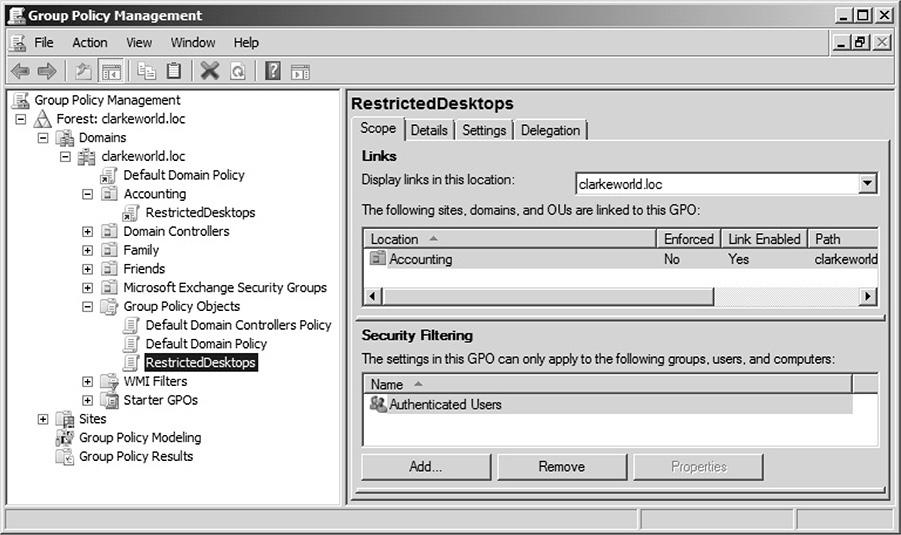 Group Policy Management
File Action View Window Help
Group Policy Management
Forest: clarkeworld.loc
Domains
clarkeworld.loc
Default Domain Policy
Accounting
RestrictedDesktops
Domain Controllers
Family
Friends
Microsoft Exchange Security Groups
Group Policy Objects
Default Domain Controllers Policy
Default Domain Policy
RestrictedDesktops
WMI Filters
Starter GPOs
Sites
Group Policy Modeling
Group Policy Results
RestrictedDesktops
Scope Details Settings Delegation
Links
Display links in this location: clarkeworld.loc
The following sites, domains, and OUs are linked to this GPO:
Location Enforced Link Enabled Path
Accounting No Yes clarkeworld
Security Filtering
The settings in this GPO can only apply to the following groups, users, and computers:
Name
Authenticated Users
Add... Remove Properties